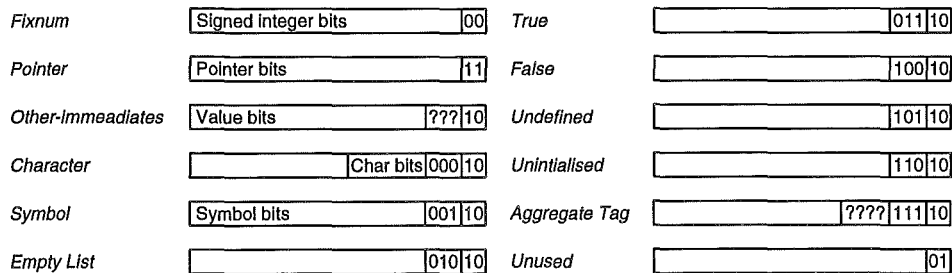 Fixnum Signed integer bits 00 True 011 10
Pointer Pointer bits 11 False 100 10
Other-immeadiates Value bits ??? 10 Undefined 101 10
Character Char bits 000 10 Unintialised 110 10
Symbol Symbol bits 001 10 Aggregate Tag ???? 111 10
Empty List 010 10 Unused 01